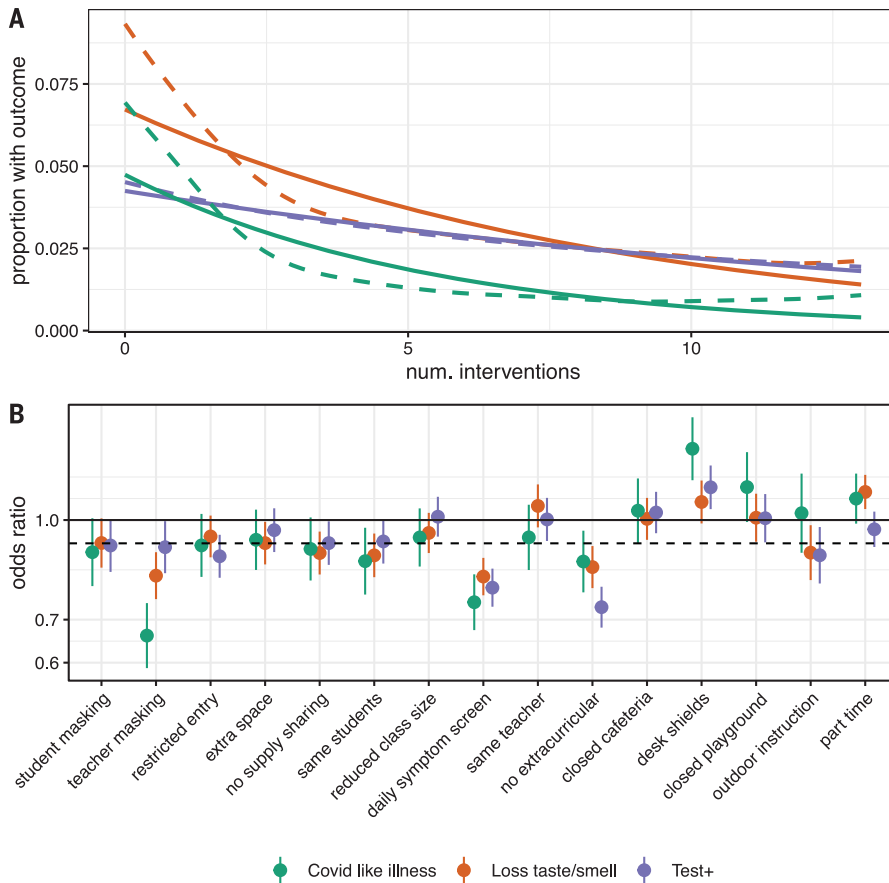 A
proportion with outcome
0.075
0.050
0.025
0.000
0
5
10
num. interventions
B
odds ratio
1.0
0.7
0.6
student masking
teacher masking
restricted entry
extra space
no supply sharing
same students
reduced class size
daily symptom screen
same teacher
no extracurricular
closed cafeteria
desk shields
closed playground
outdoor instruction
part time
Covid like illness
Loss taste/smell
Test+